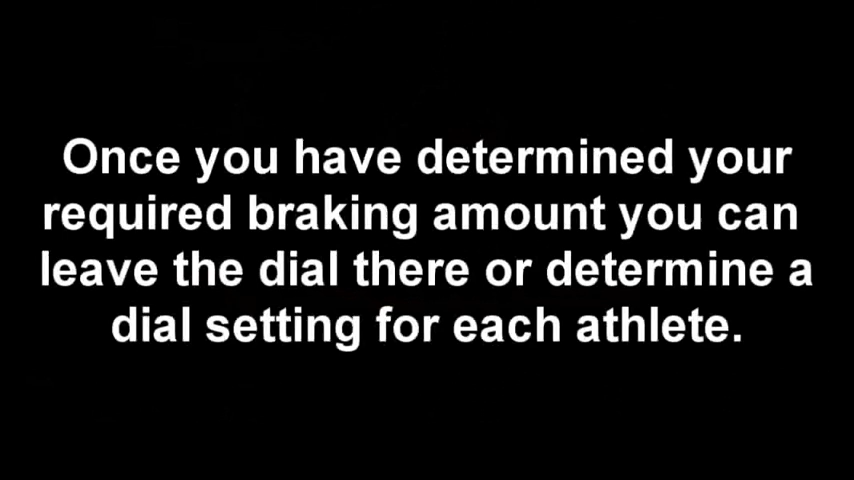 Once you have determined your
required braking amount you can
leave the dial there or determine a
dial setting for each athlete.